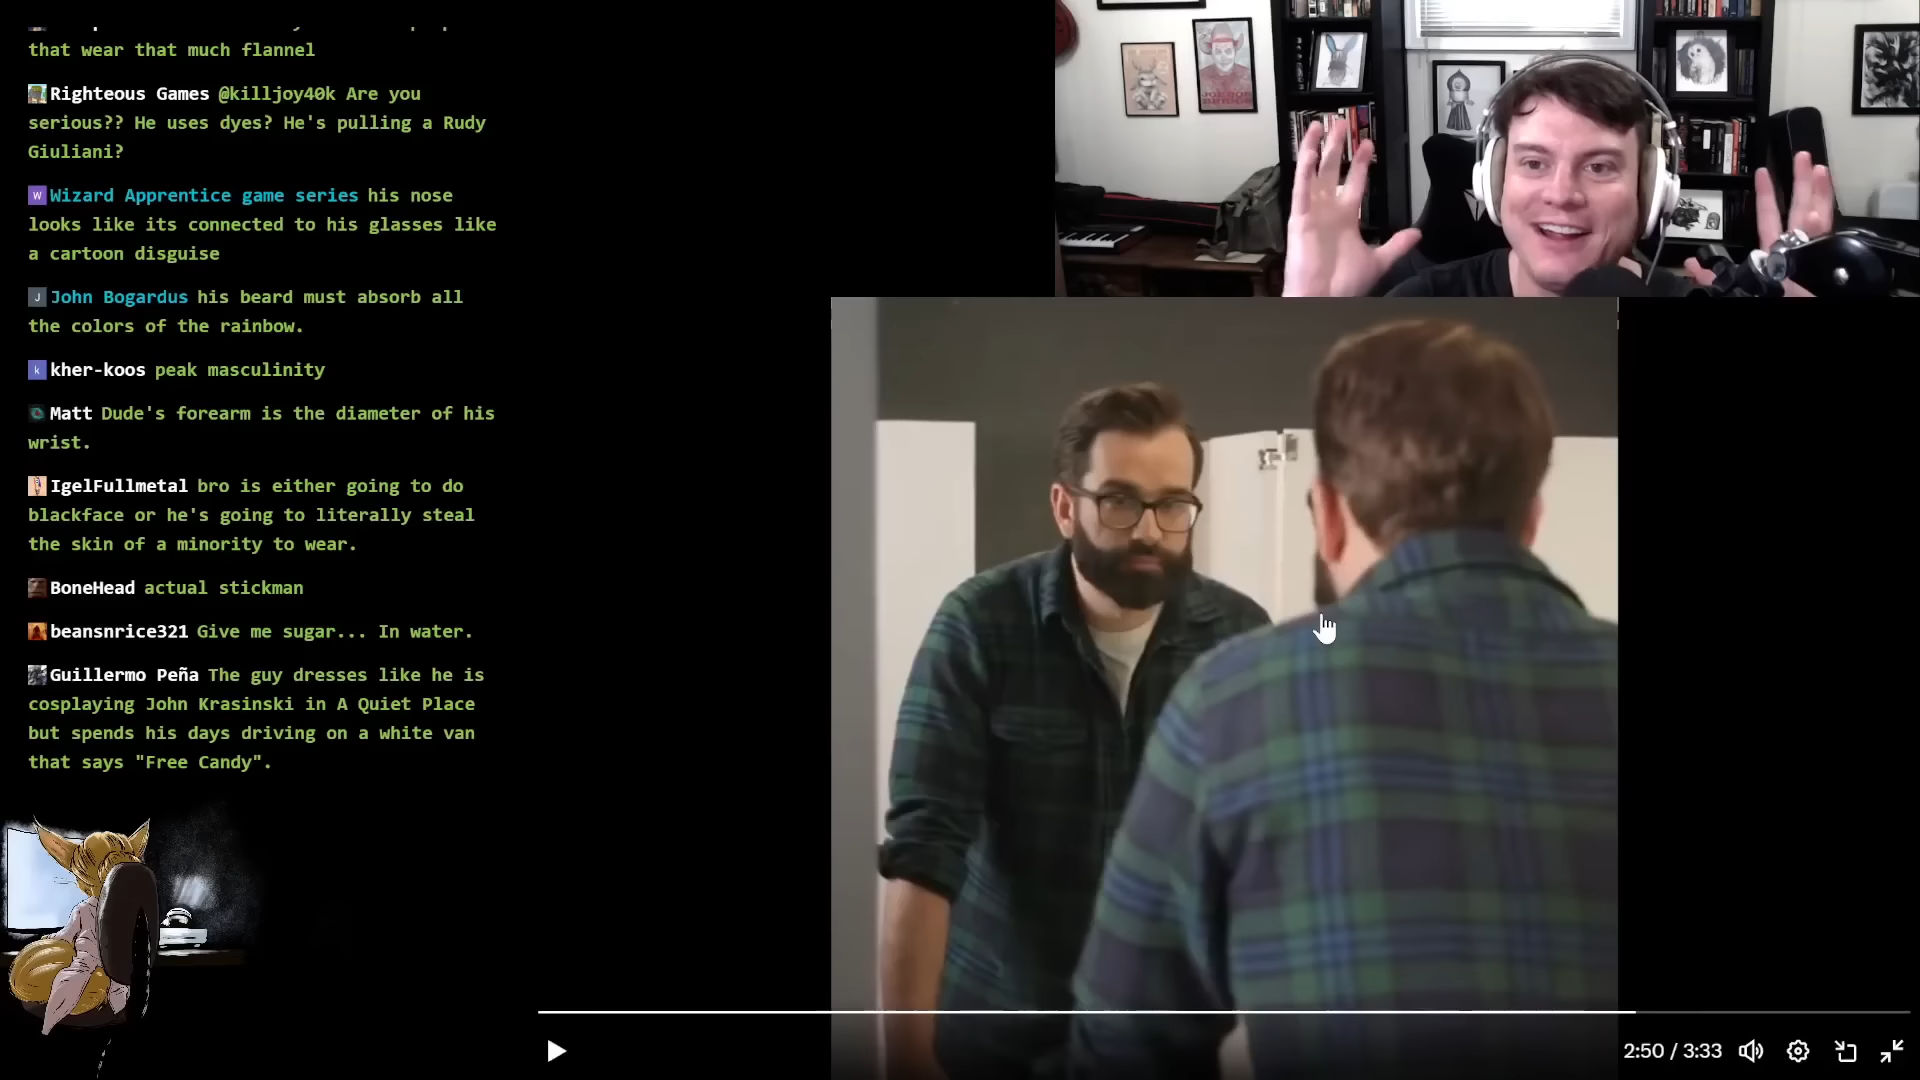 that wear that much flannel
Righteous Games @killjoy40k Are you
serious?? He uses dyes? He's pulling a Rudy
Giuliani?
W Wizard Apprentice game series his nose
looks like its connected to his glasses like
a cartoon disguise
J John Bogardus his beard must absorb all
the colors of the rainbow.
k kher-koos peak masculinity
Matt Dude's forearm is the diameter of his
wrist.
IgelFullmetal bro is either going to do
blackface or he's going to literally steal
the skin of a minority to wear.
BoneHead actual stickman
beansnrice321 Give me sugar... In water.
Guillermo Peña The guy dresses like he is
cosplaying John Krasinski in A Quiet Place
but spends his days driving on a white van
that says "Free Candy".
2:50 / 3:33